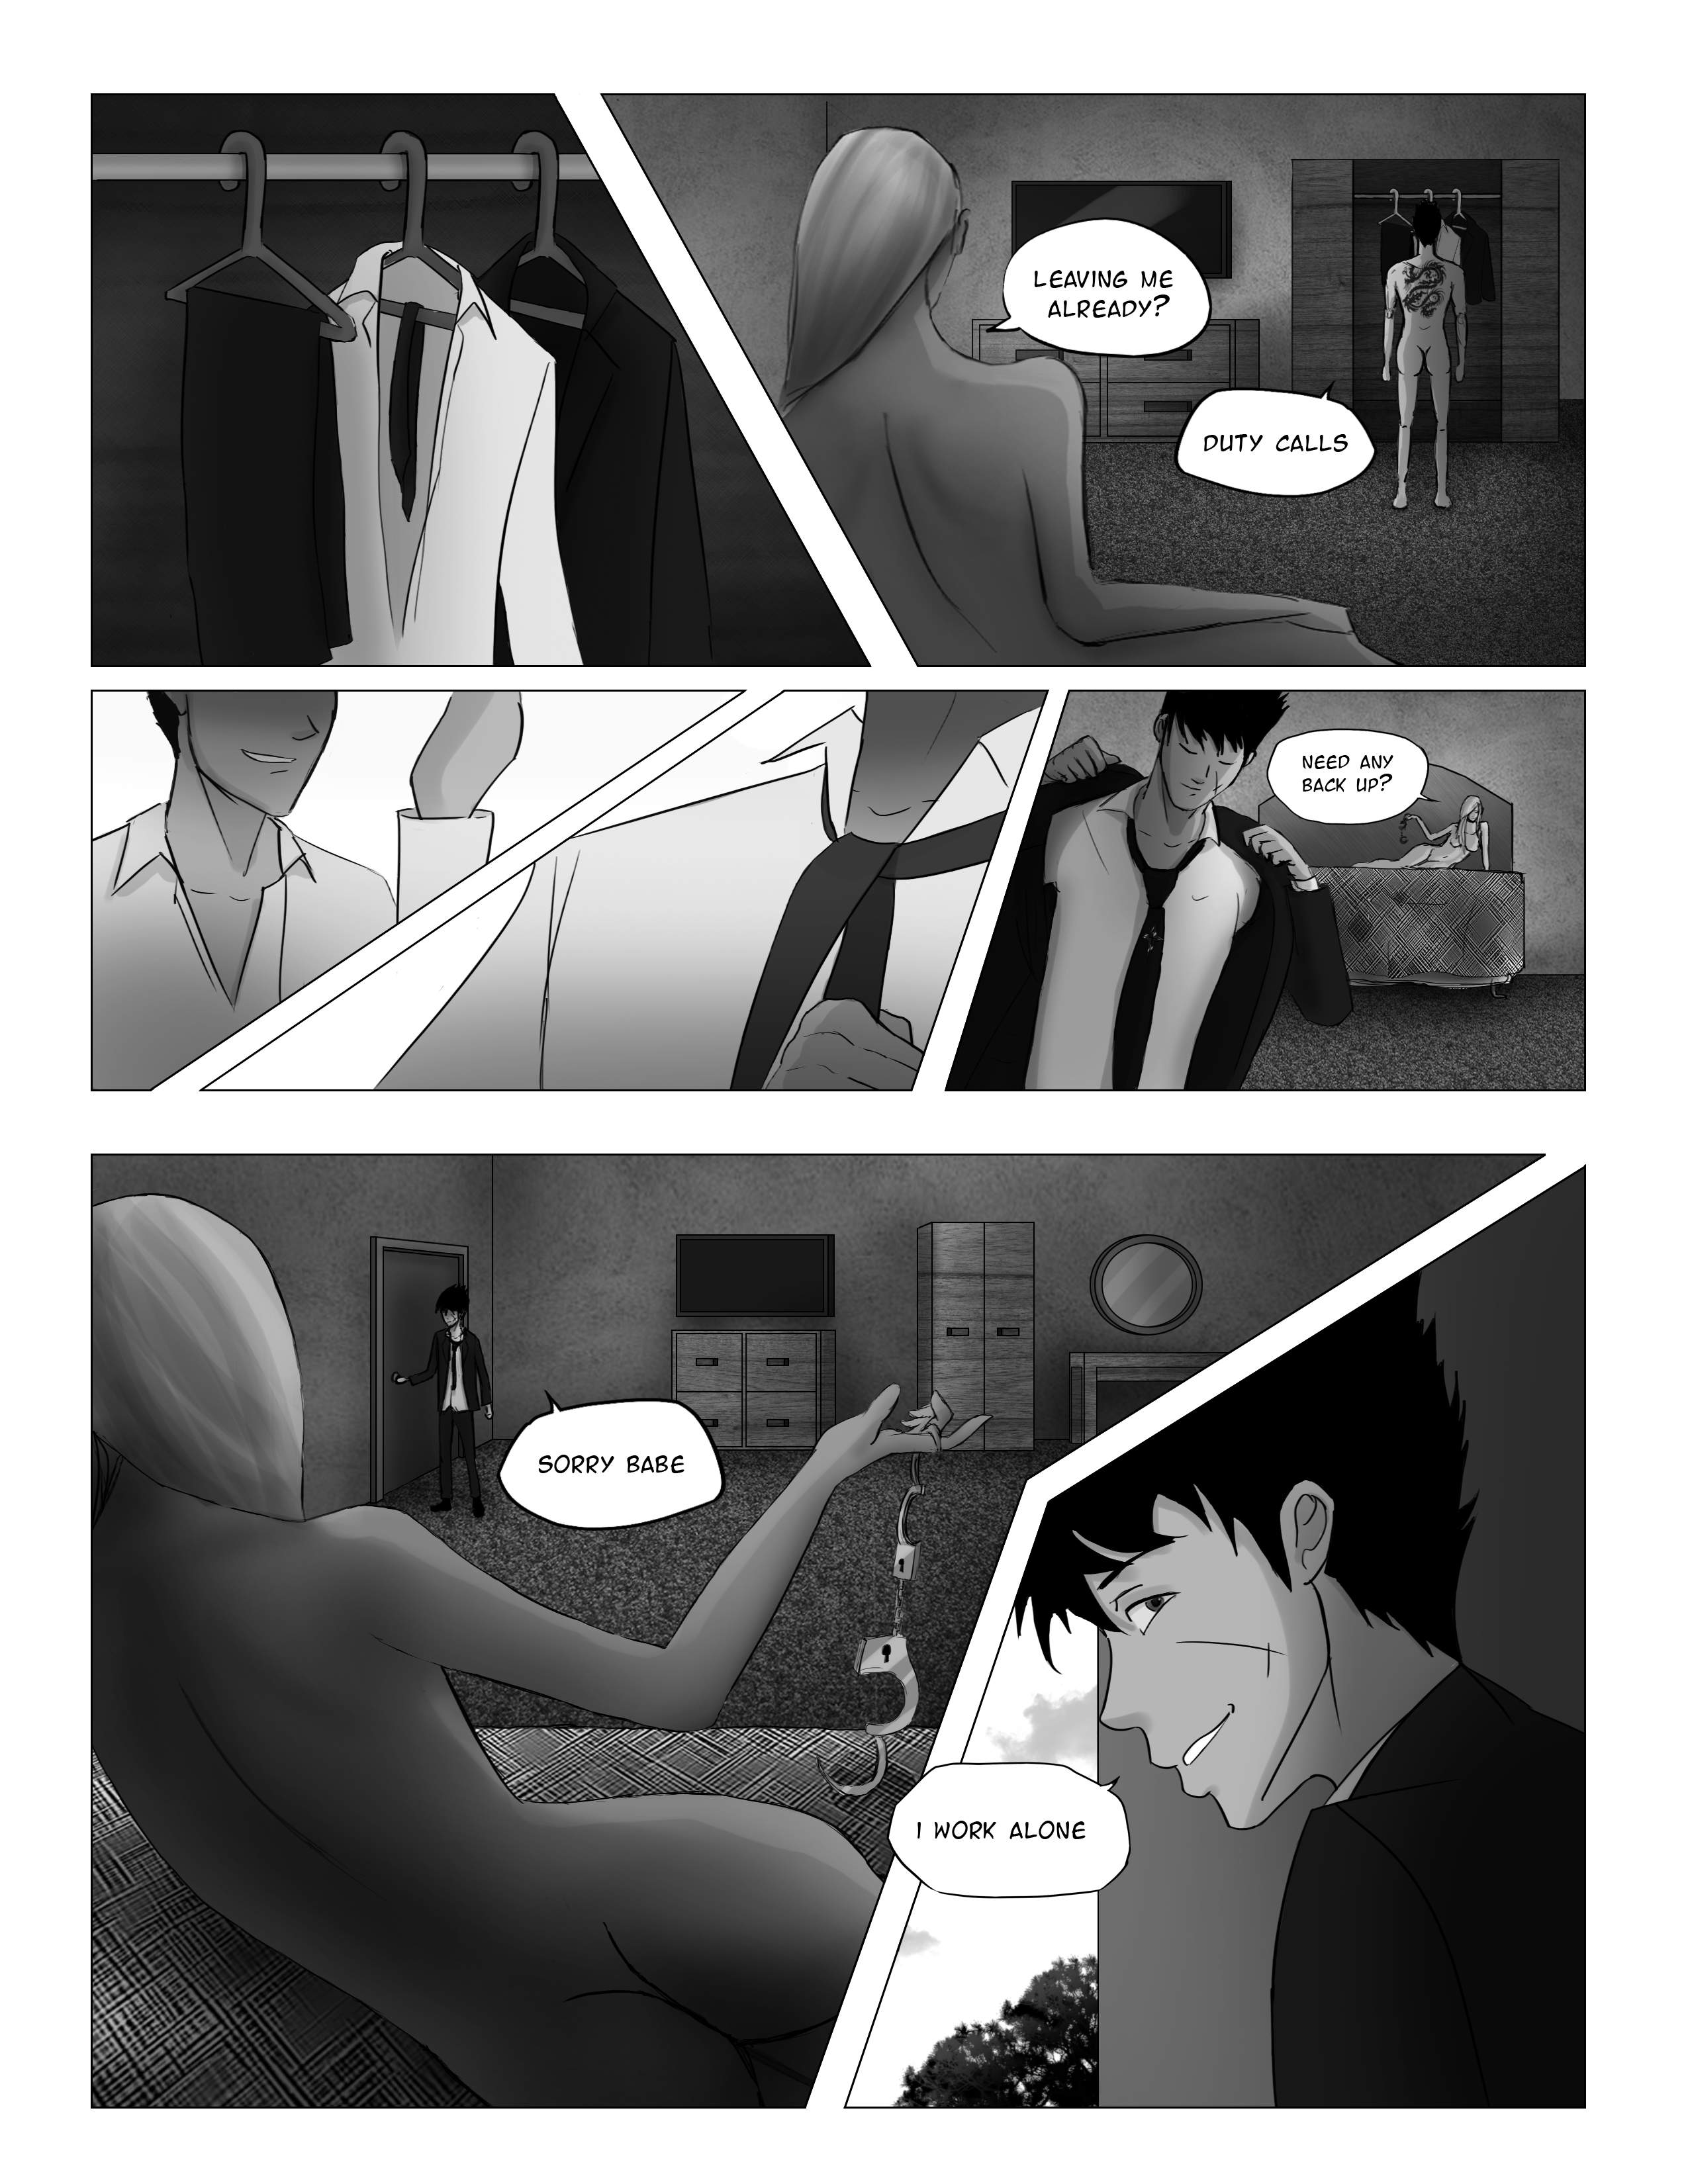 LEAVING ME
ALREADY?
DUTY CALLS
NEED ANY
BACK UP?
SORRY BABE
I WORK ALONE